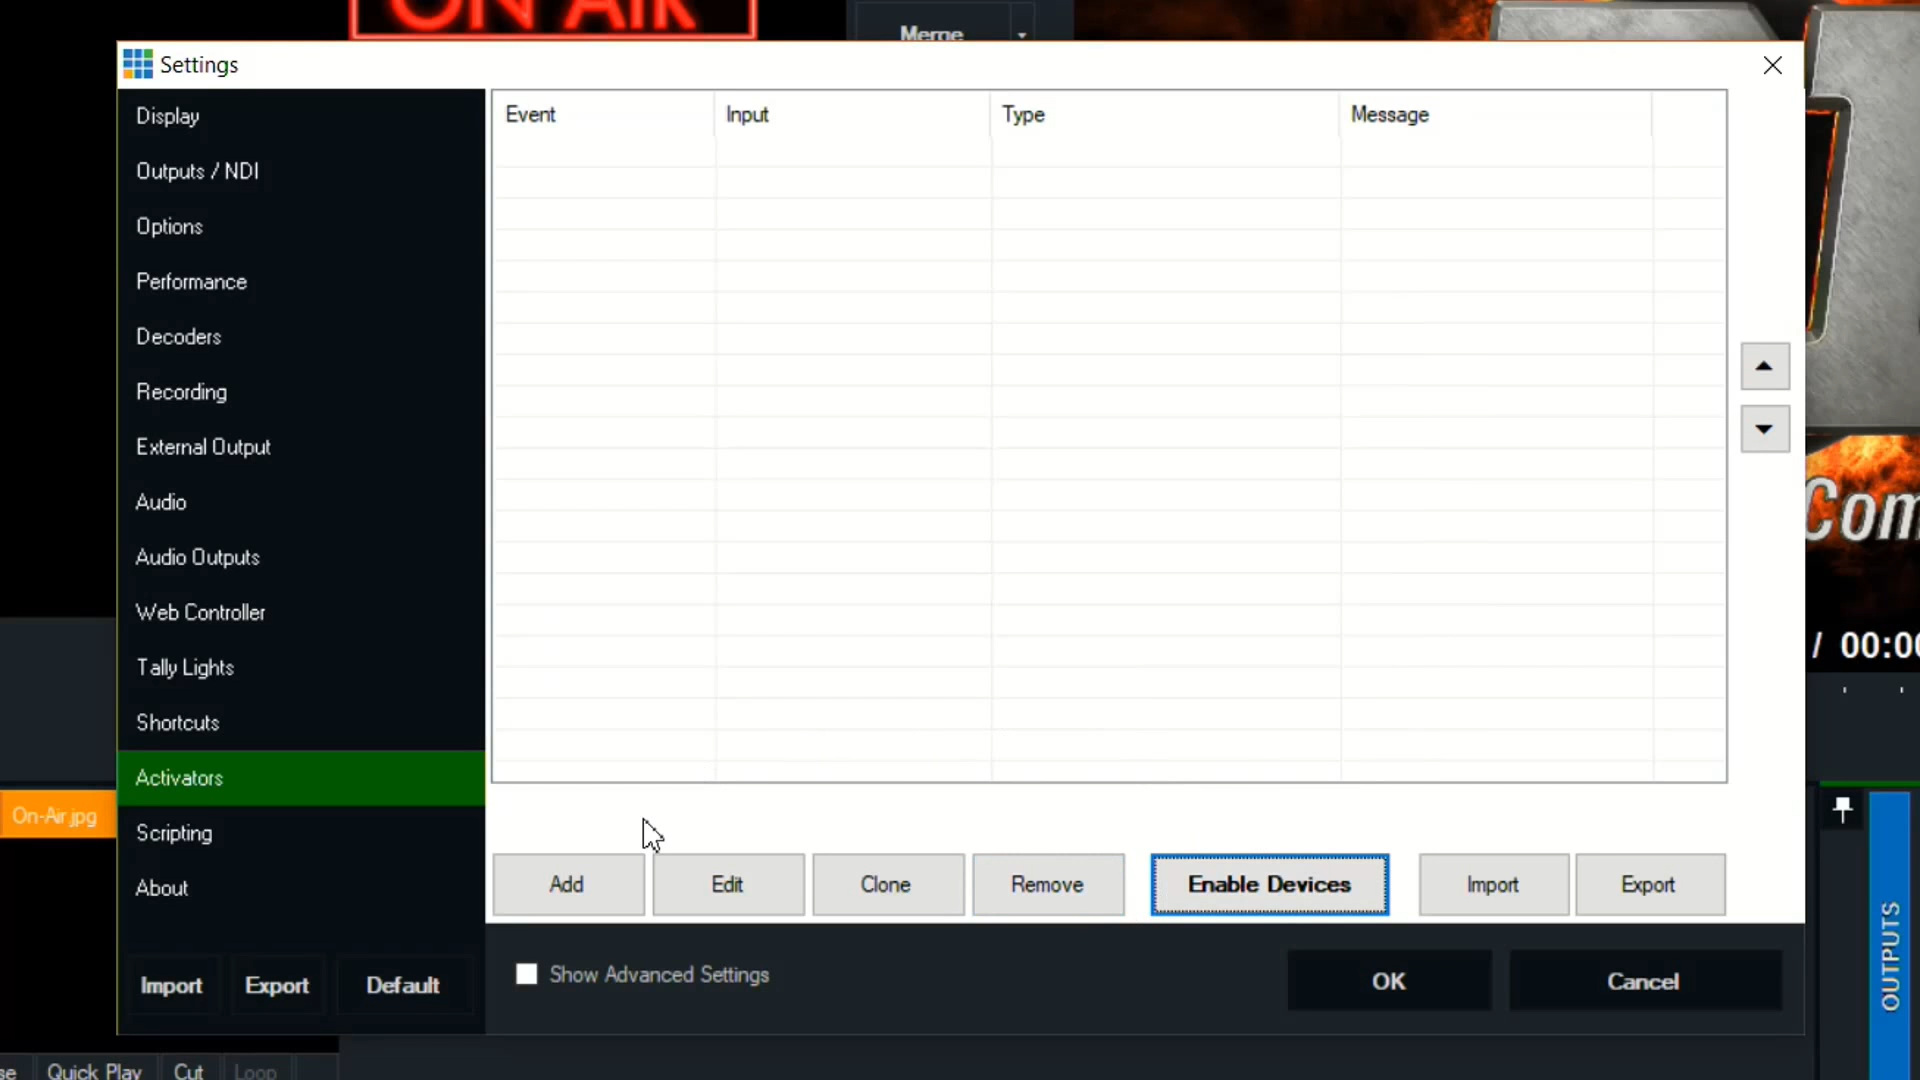 ON AIR
Merge
Settings
Display
Outputs / NDI
Options
Performance
Decoders
Recording
External Output
Audio
Audio Outputs
Web Controller
Tally Lights
Shortcuts
Activators
Scripting
About
Import Export Default
Event Input Type Message
Add Edit Clone Remove Enable Devices Import Export
Show Advanced Settings
OK Cancel
On-Air.jpg
Com
/ 00:00
OUTPUTS
se Quick Play Cut Loop